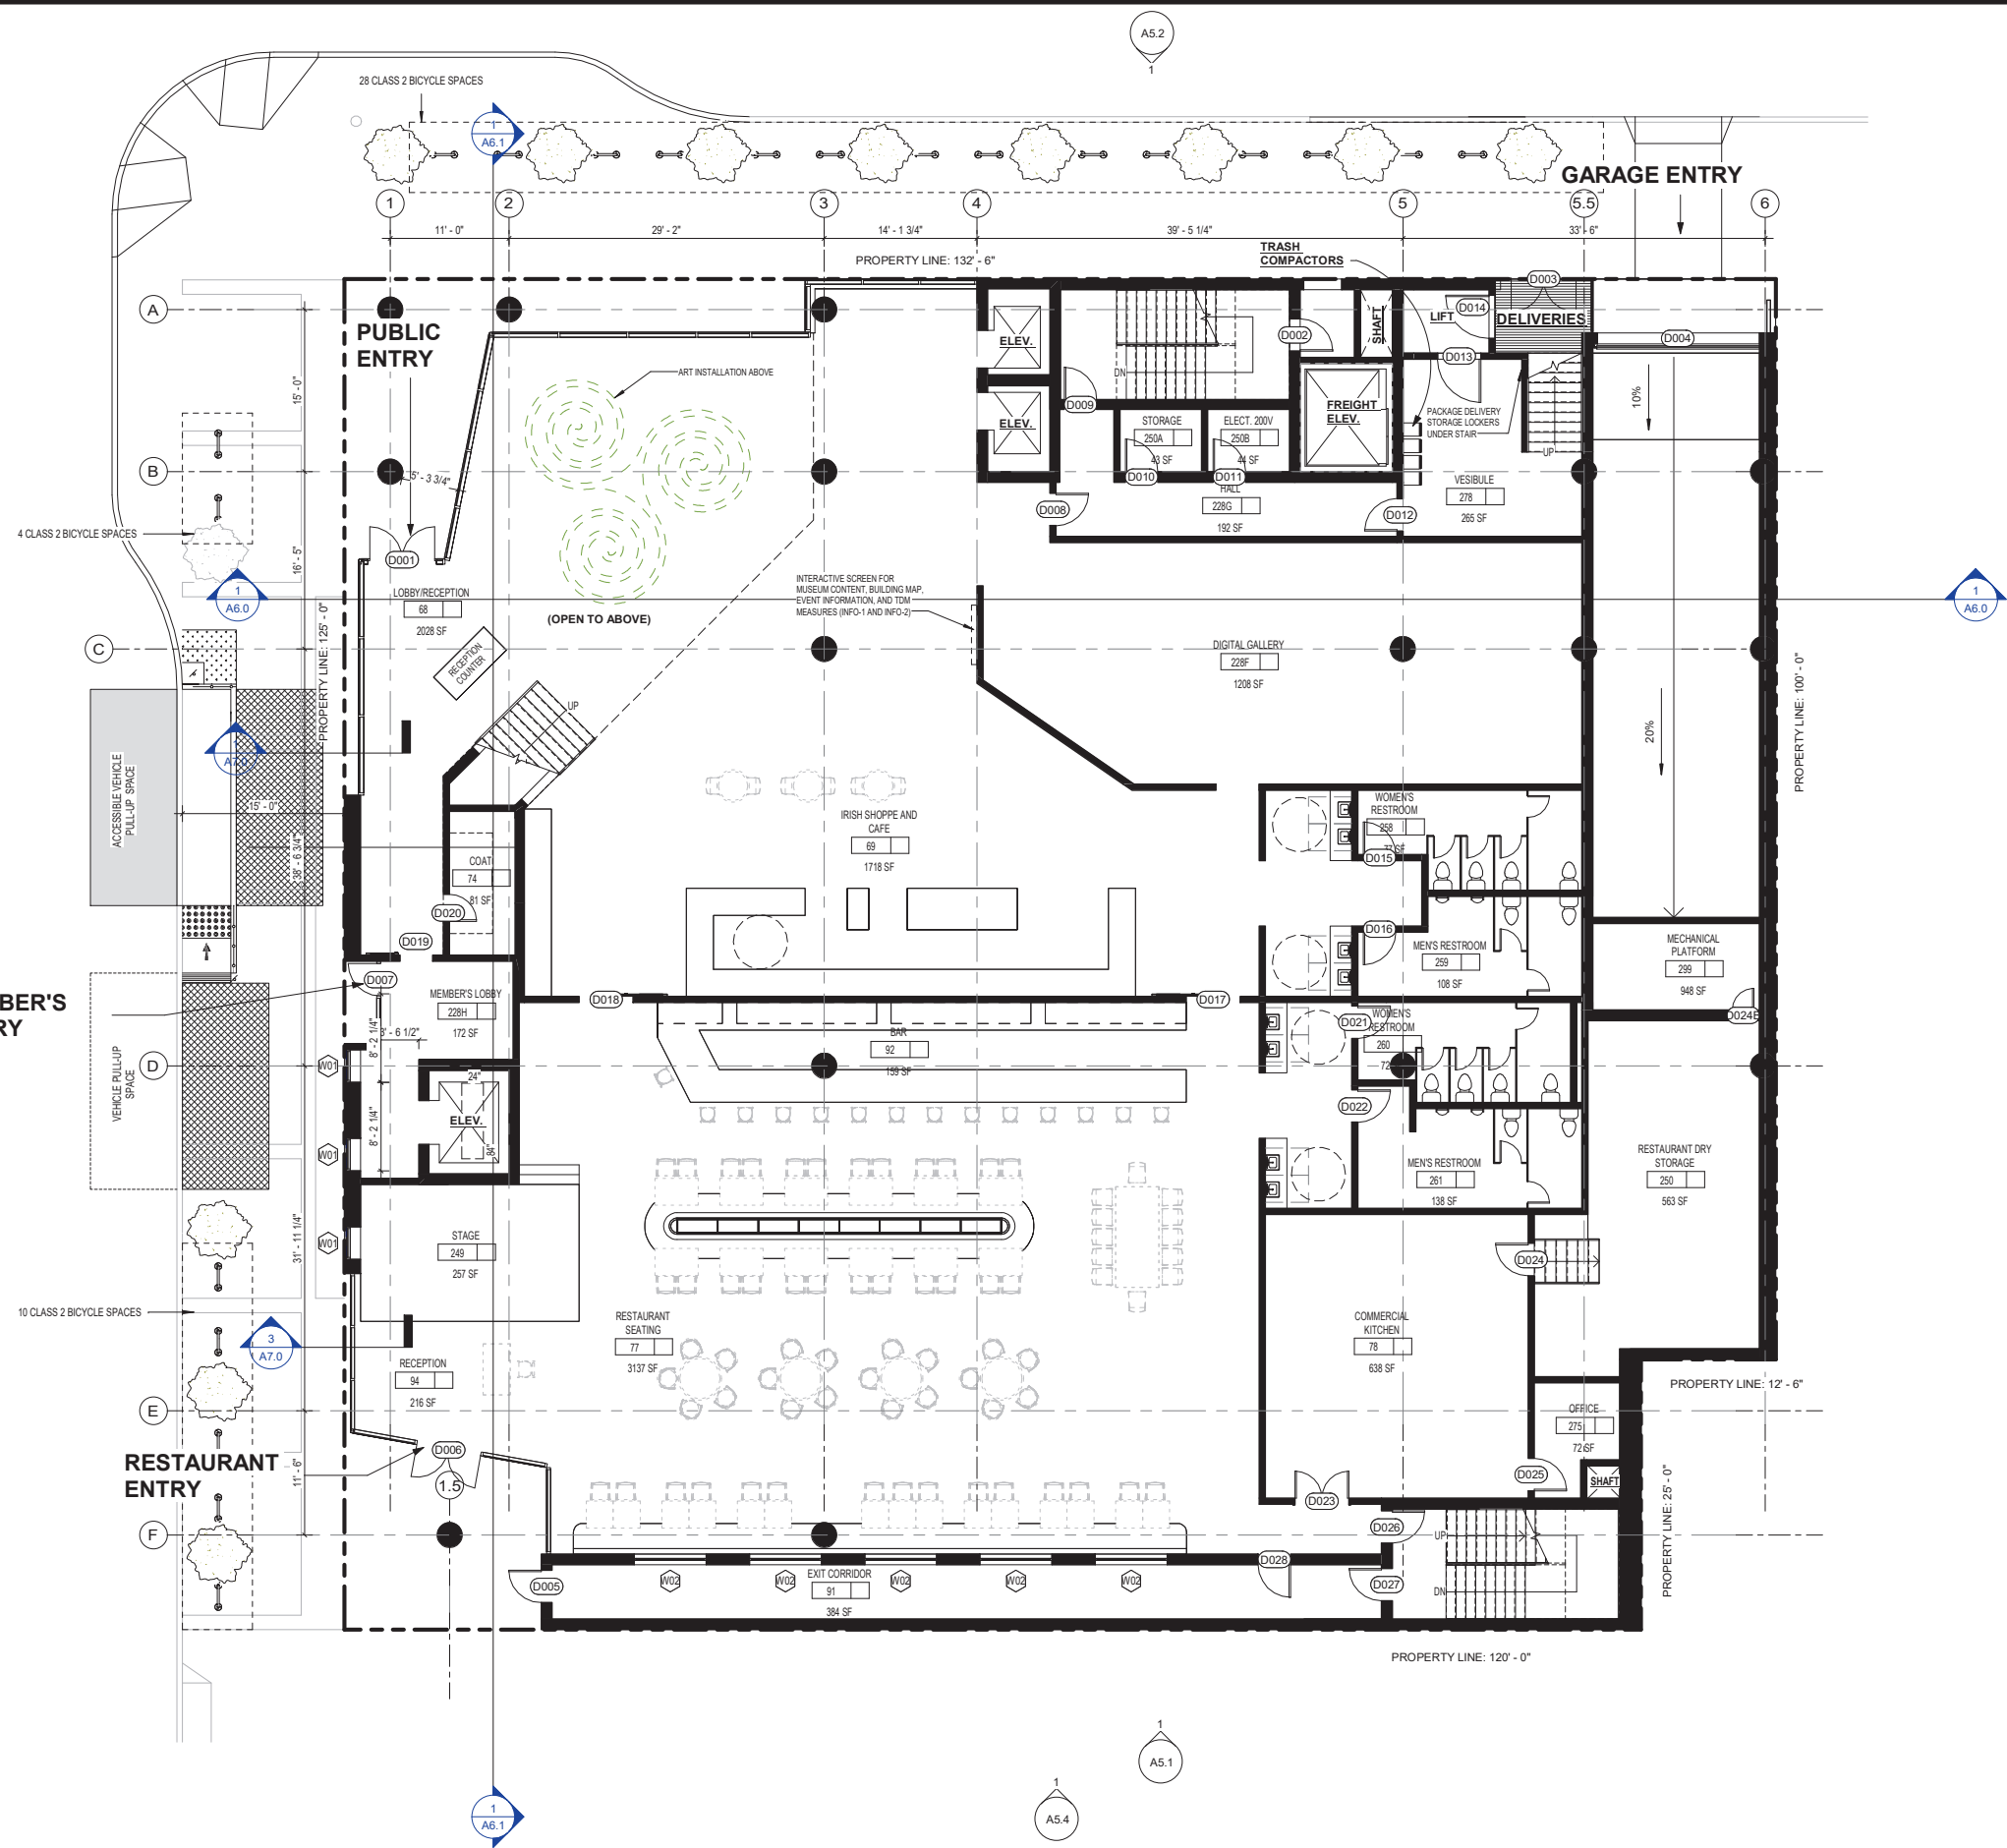 A5.2
1
28 CLASS 2 BICYCLE SPACES
1
A6.1
GARAGE ENTRY
1
2
3
4
5
5.5
6
11' - 0"
29' - 2"
14' - 1 3/4"
39' - 5 1/4"
33' - 6"
TRASH
COMPACTORS
PROPERTY LINE: 132' - 6"
D003
A
PUBLIC
ENTRY
LIFT
D014
DELIVERIES
SHAFT
D002
D004
ELEV.
D013
DN
ART INSTALLATION ABOVE
15' - 0"
10%
D009
FREIGHT
ELEV.
PACKAGE DELIVERY
STORAGE LOCKERS
UNDER STAIR
ELEV.
STORAGE
250A
43 SF
ELECT. 200V
250B
44 SF
UP
B
5' - 3 3/4"
D010
D011
VESIBULE
278
265 SF
HALL
228G
192 SF
D008
D012
4 CLASS 2 BICYCLE SPACES
16' - 5"
D001
INTERACTIVE SCREEN FOR
MUSEUM CONTENT, BUILDING MAP,
EVENT INFORMATION, AND TDM
MEASURES (INFO-1 AND INFO-2)
1
A6.0
1
A6.0
LOBBY/RECEPTION
68
2028 SF
(OPEN TO ABOVE)
PROPERTY LINE: 125' - 0"
C
RECEPTION
COUNTER
DIGITAL GALLERY
228F
1208 SF
PROPERTY LINE: 100' - 0"
UP
20%
A7.0
ACCESSIBLE VEHICLE
PULL-UP SPACE
15' - 0"
38' - 6 3/4"
IRISH SHOPPE AND
CAFE
69
1718 SF
WOMEN'S
RESTROOM
258
77 SF
D015
COAT
74
81 SF
D020
D019
D016
MEN'S RESTROOM
259
108 SF
MECHANICAL
PLATFORM
299
948 SF
D007
BER'S
RY
MEMBER'S LOBBY
228H
172 SF
D018
D017
8' - 2 1/4"
' - 6 1/2"
BAR
92
159 SF
D021
WOMEN'S
RESTROOM
260
72
D024B
VEHICLE PULL-UP
SPACE
D
W01
24"
ELEV.
84"
8' - 2 1/4"
D022
W01
MEN'S RESTROOM
261
138 SF
RESTAURANT DRY
STORAGE
250
563 SF
31' - 11 1/4"
W01
STAGE
249
257 SF
D024
10 CLASS 2 BICYCLE SPACES
3
A7.0
RESTAURANT
SEATING
77
3137 SF
COMMERCIAL
KITCHEN
78
638 SF
RECEPTION
94
216 SF
PROPERTY LINE: 12' - 6"
E
OFFICE
275
72 SF
RESTAURANT
ENTRY
11' - 6"
D006
1.5
D025
SHAFT
D023
F
D026
UP
PROPERTY LINE: 25' - 0"
D028
D005
W02
W02
EXIT CORRIDOR
91
384 SF
W02
W02
W02
D027
DN
PROPERTY LINE: 120' - 0"
1
A5.1
1
A5.4
1
A6.1